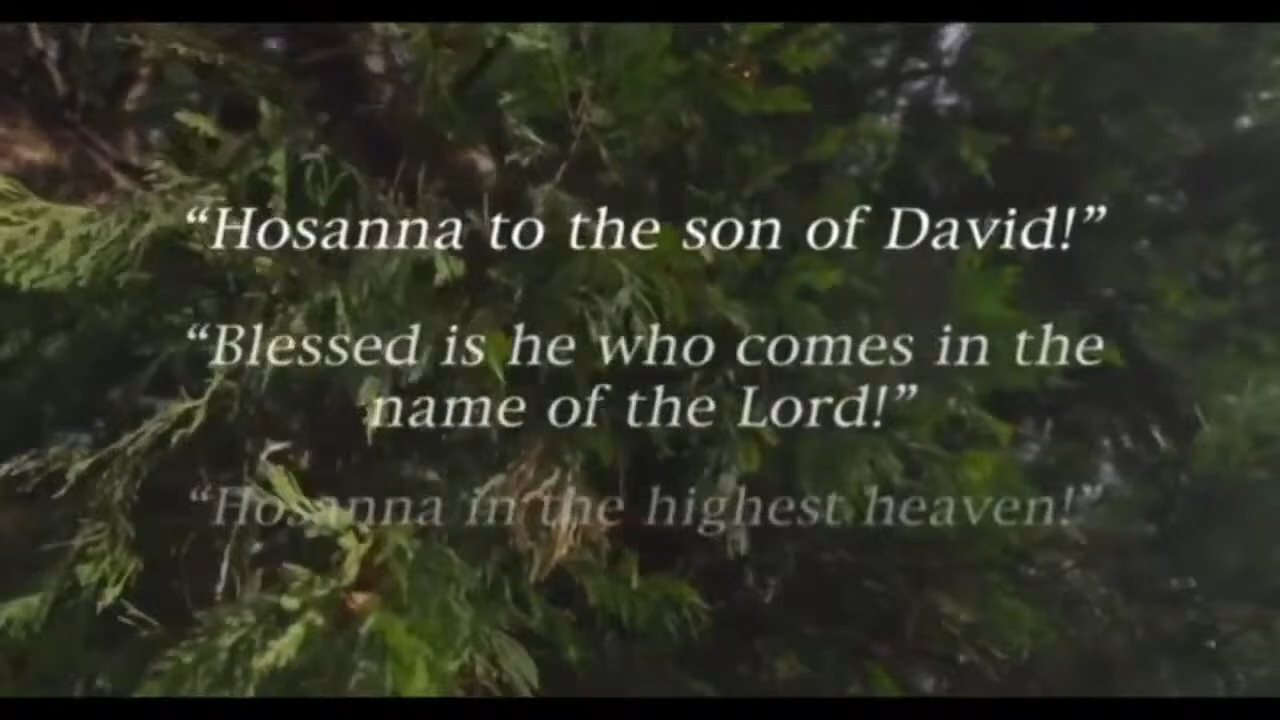 “Hosanna to the son of David!”
“Blessed is he who comes in the
name of the Lord!”
“Hosanna in the highest heaven!”